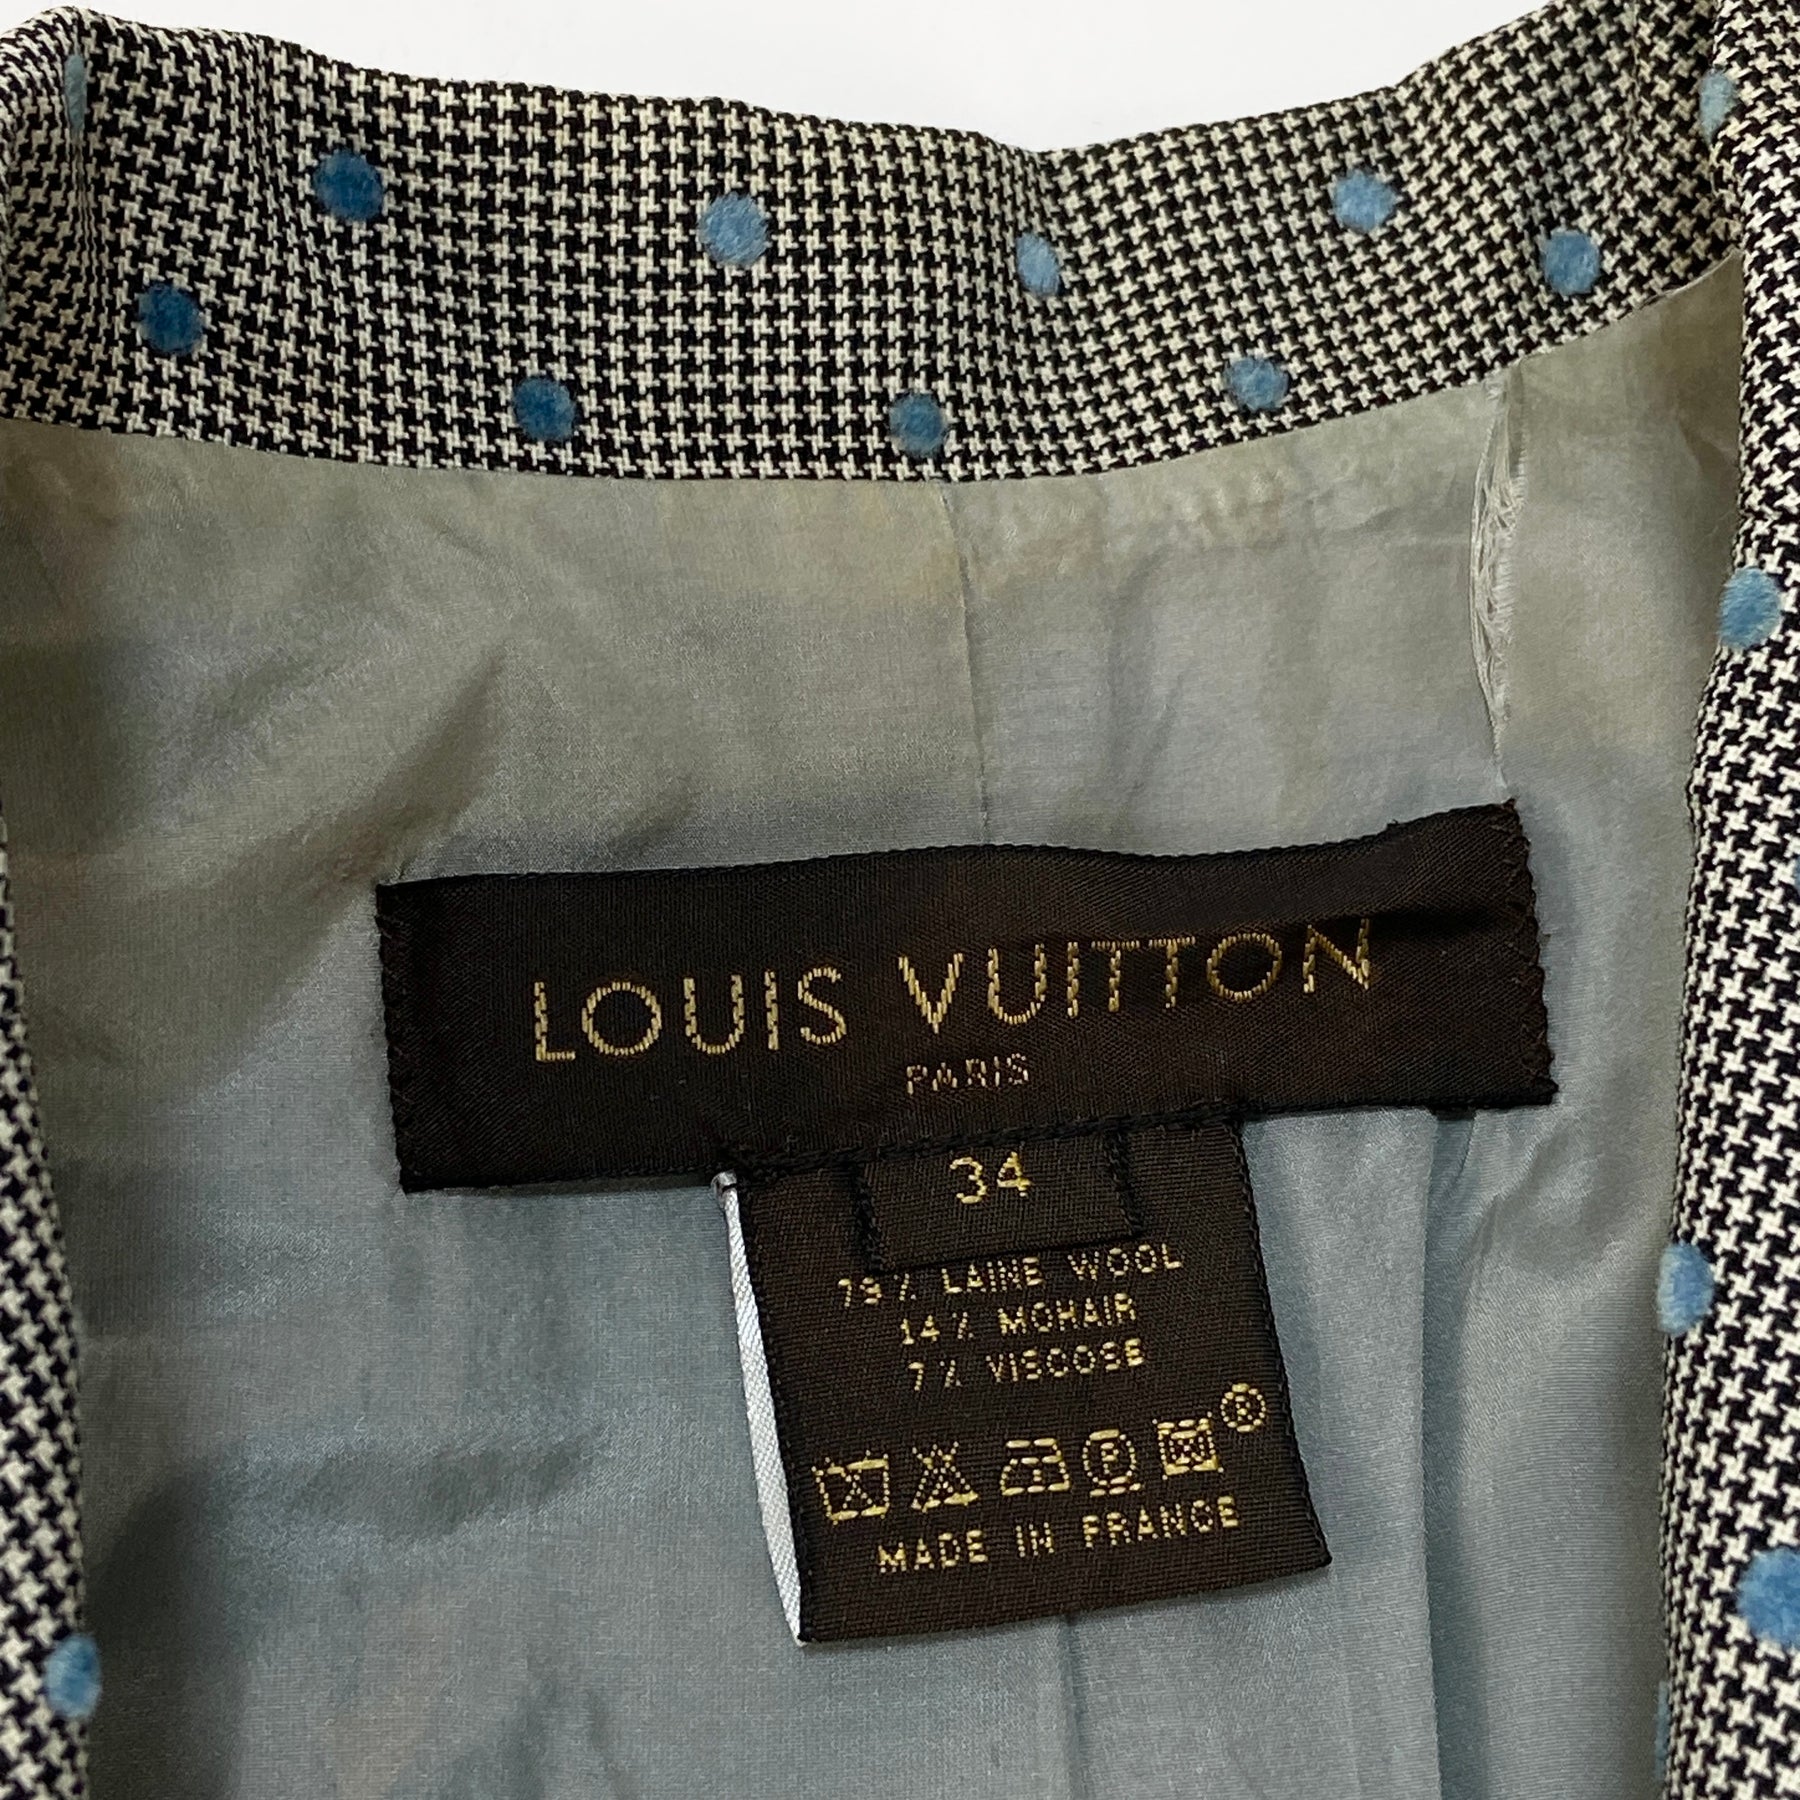 LOUIS VUITTON
PARIS
34
79% LAINE WOOL
14% MOHAIR
7% VISCOSE
®
MADE IN FRANCE